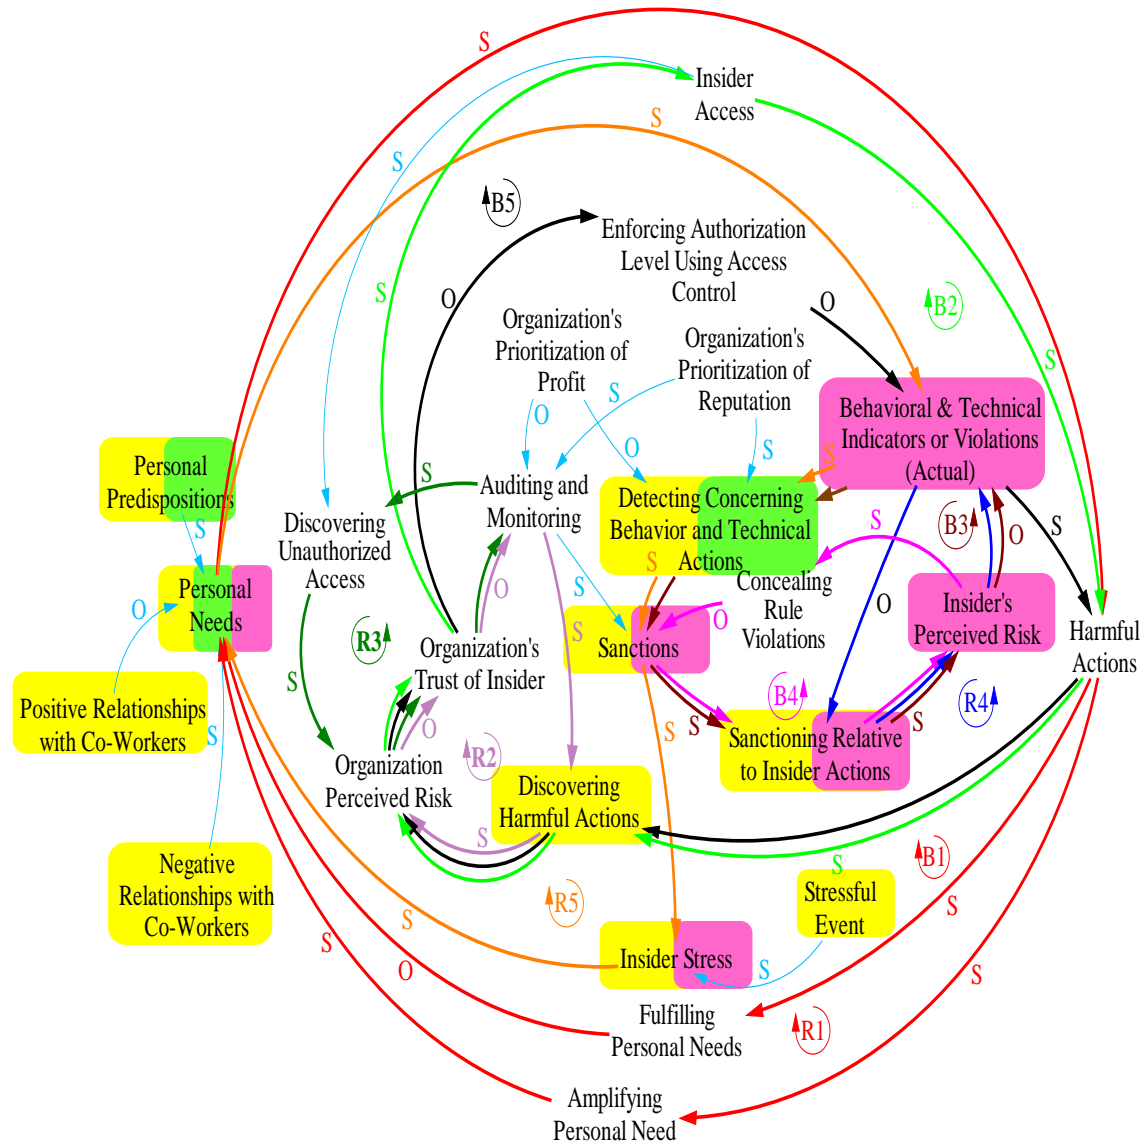 S
Insider
Access
S
S
B5
Enforcing Authorization
Level Using Access
Control
S
O
O
B2
Organization's
Prioritization of
Profit
Organization's
Prioritization of
Reputation
S
S
Behavioral & Technical
Indicators or Violations
(Actual)
O
O
S
S
Personal
Predispositions
S
Auditing and
Monitoring
Detecting Concerning
Behavior and Technical
Actions
Discovering
Unauthorized
Access
S
S
B3
O
S
Personal
Needs
O
O
S
S
Concealing
Rule
Violations
O
Insider's
Perceived Risk
Harmful
Actions
O
S
Sanctions
R3
Organization's
Trust of Insider
S
Positive Relationships
with Co-Workers
S
O
R2
Organization
Perceived Risk
S
S
B4
S
R4
Sanctioning Relative
to Insider Actions
Discovering
Harmful Actions
S
Negative
Relationships with
Co-Workers
S
B1
R5
Stressful
Event
S
S
S
O
Insider Stress
S
S
Fulfilling
Personal Needs
R1
Amplifying
Personal Need